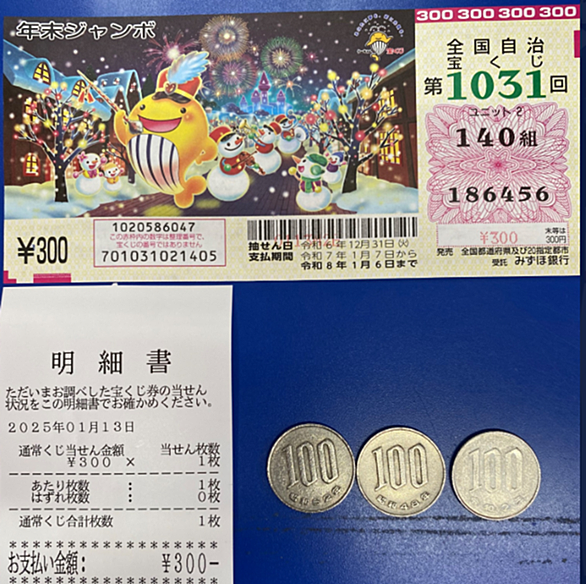 年末ジャンボ
300 300 300 300
全国自治
宝くじ
第1031回
ユニット 2
140組
186456
¥300
末等は
300円
発売 全国都道府県及び20指定都市
受託 みずほ銀行
¥300
1020586047
この赤枠内の数字は整理番号で、
宝くじの番号ではありません
701031021405
抽せん日 令和 6年12月31日(火)
支払期間 令和 7年 1月 7日から
令和 8年 1月 6日まで
明細書
ただいまお調べした宝くじ券の当せん
状況をこの明細書でお確かめください。
2025年01月13日
通常くじ当せん金額 当せん枚数
¥300 × 1枚
あたり枚数 : 1枚
はずれ枚数 : 0枚
通常くじ合計枚数 1枚
お支払い金額: ¥300-
100
100
100